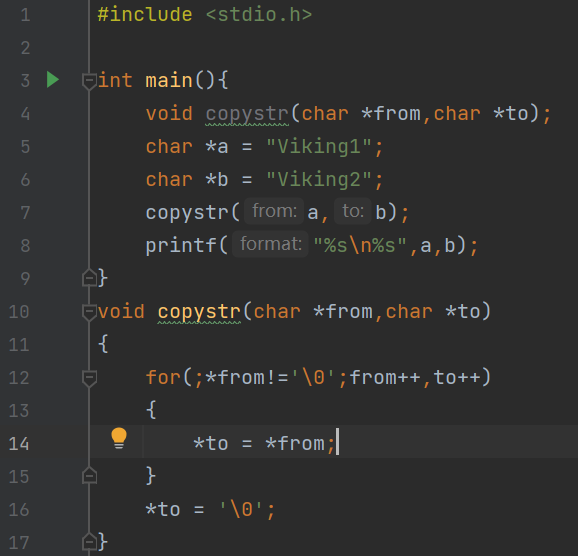 1 #include <stdio.h>
2
3 int main(){
4 void copystr(char *from,char *to);
5 char *a = "Viking1";
6 char *b = "Viking2";
7 copystr( from: a, to: b);
8 printf( format: "%s\n%s",a,b);
9 }
10 void copystr(char *from,char *to)
11 {
12 for(;*from!='\0';from++,to++)
13 {
14 *to = *from;
15 }
16 *to = '\0';
17 }